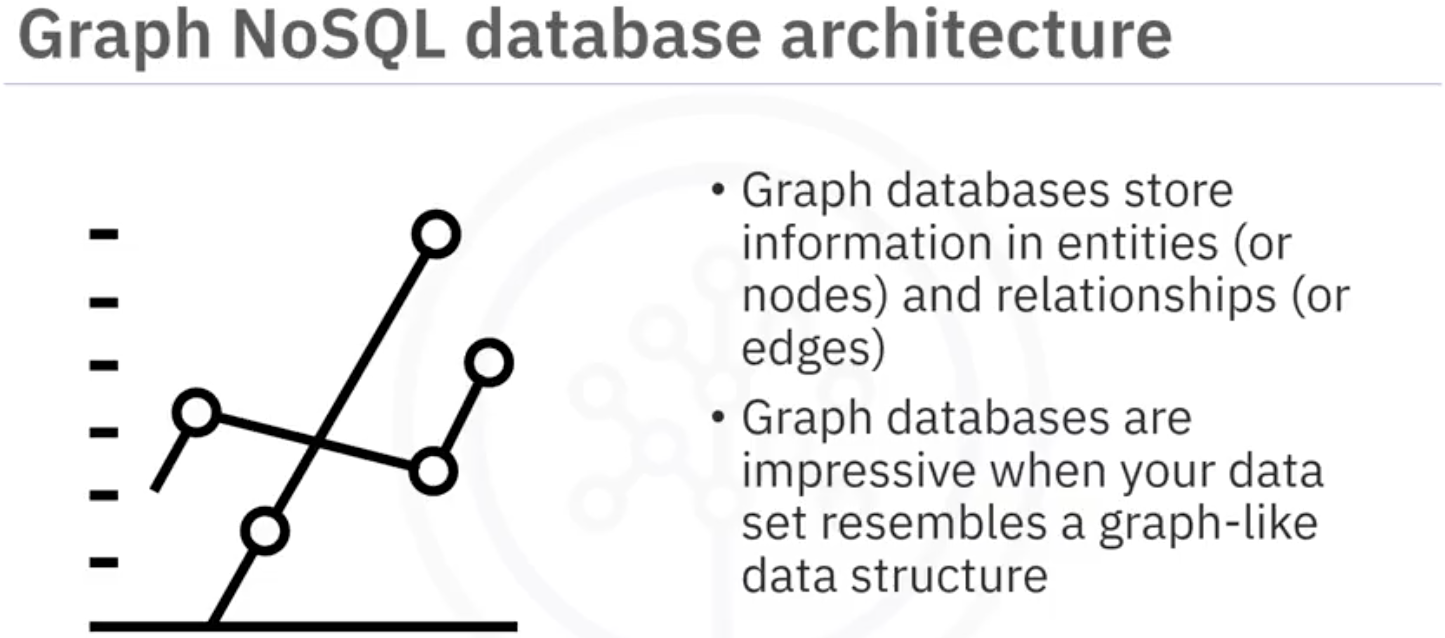 Graph NoSQL database architecture
• Graph databases store
information in entities (or
nodes) and relationships (or
edges)
• Graph databases are
impressive when your data
set resembles a graph-like
data structure